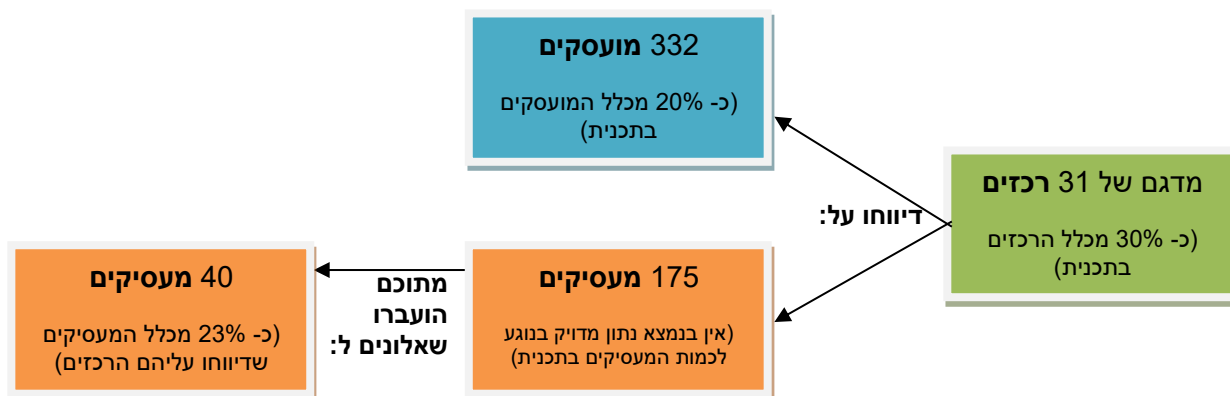 מדגם של 31 רכזים
(כ- 30% מכלל הרכזים
בתכנית)
דיווחו על:
332 מועסקים
(כ- 20% מכלל המועסקים
בתכנית)
175 מעסיקים
(אין בנמצא נתון מדויק בנוגע
לכמות המעסיקים בתכנית)
מתוכם
הועברו
שאלונים ל:
40 מעסיקים
(כ- 23% מכלל המעסיקים
שדיווחו עליהם הרכזים)